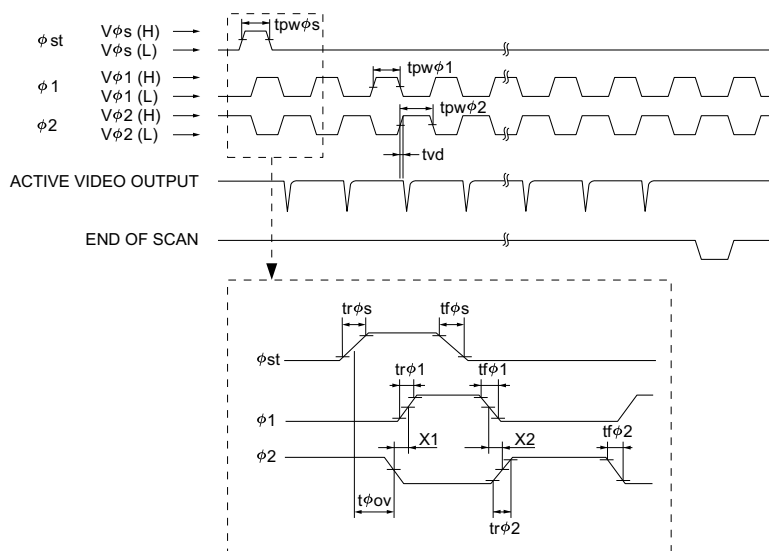 tpwϕs
ϕst
Vϕs (H)
Vϕs (L)
ϕ1
Vϕ1 (H)
Vϕ1 (L)
tpwϕ1
ϕ2
Vϕ2 (H)
Vϕ2 (L)
tpwϕ2
tvd
ACTIVE VIDEO OUTPUT
END OF SCAN
trϕs
tfϕs
ϕst
trϕ1
tfϕ1
ϕ1
X1
X2
tfϕ2
ϕ2
tϕov
trϕ2